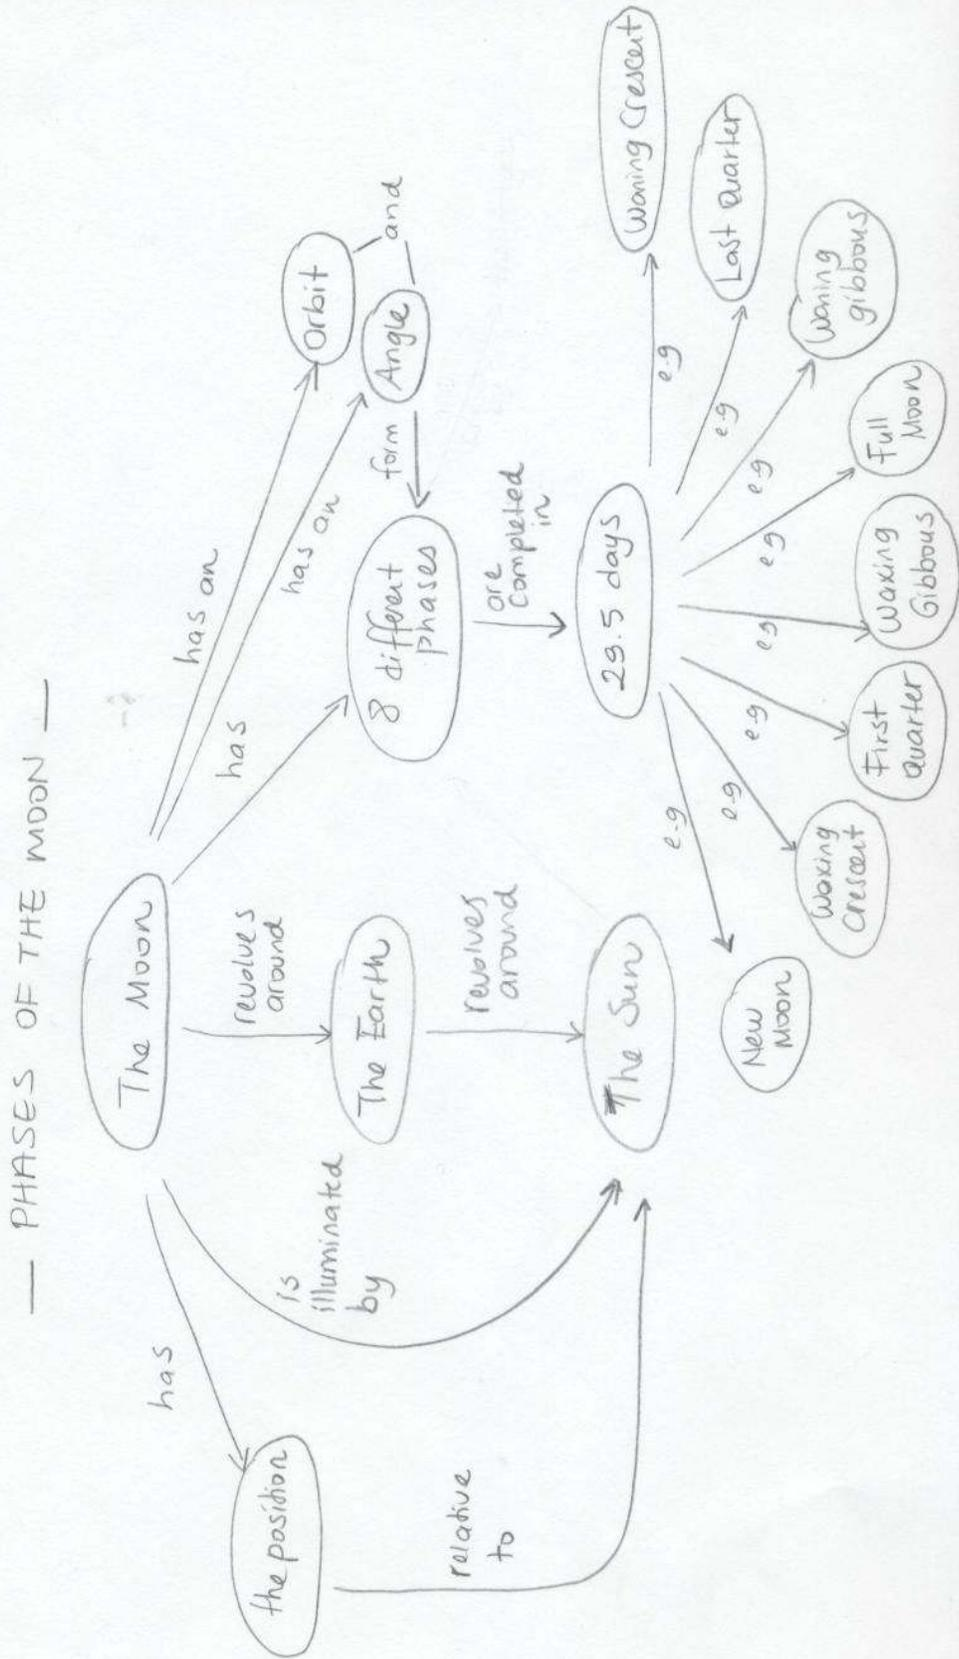 — PHASES OF THE MOON —
The Moon
has
has an
has an
has
revolves
around
is
illuminated
by
the position
The Earth
Orbit
and
Angle
form
8 different
phases
relative
to
revolves
around
are
completed
in
The Sun
29.5 days
e.g
e.g
e.g
e.g
e.g
e.g
e.g
e.g
New
Moon
Waxing
Crescent
First
Quarter
Waxing
Gibbous
Full
Moon
Waning
gibbous
Last Quarter
Waning Crescent